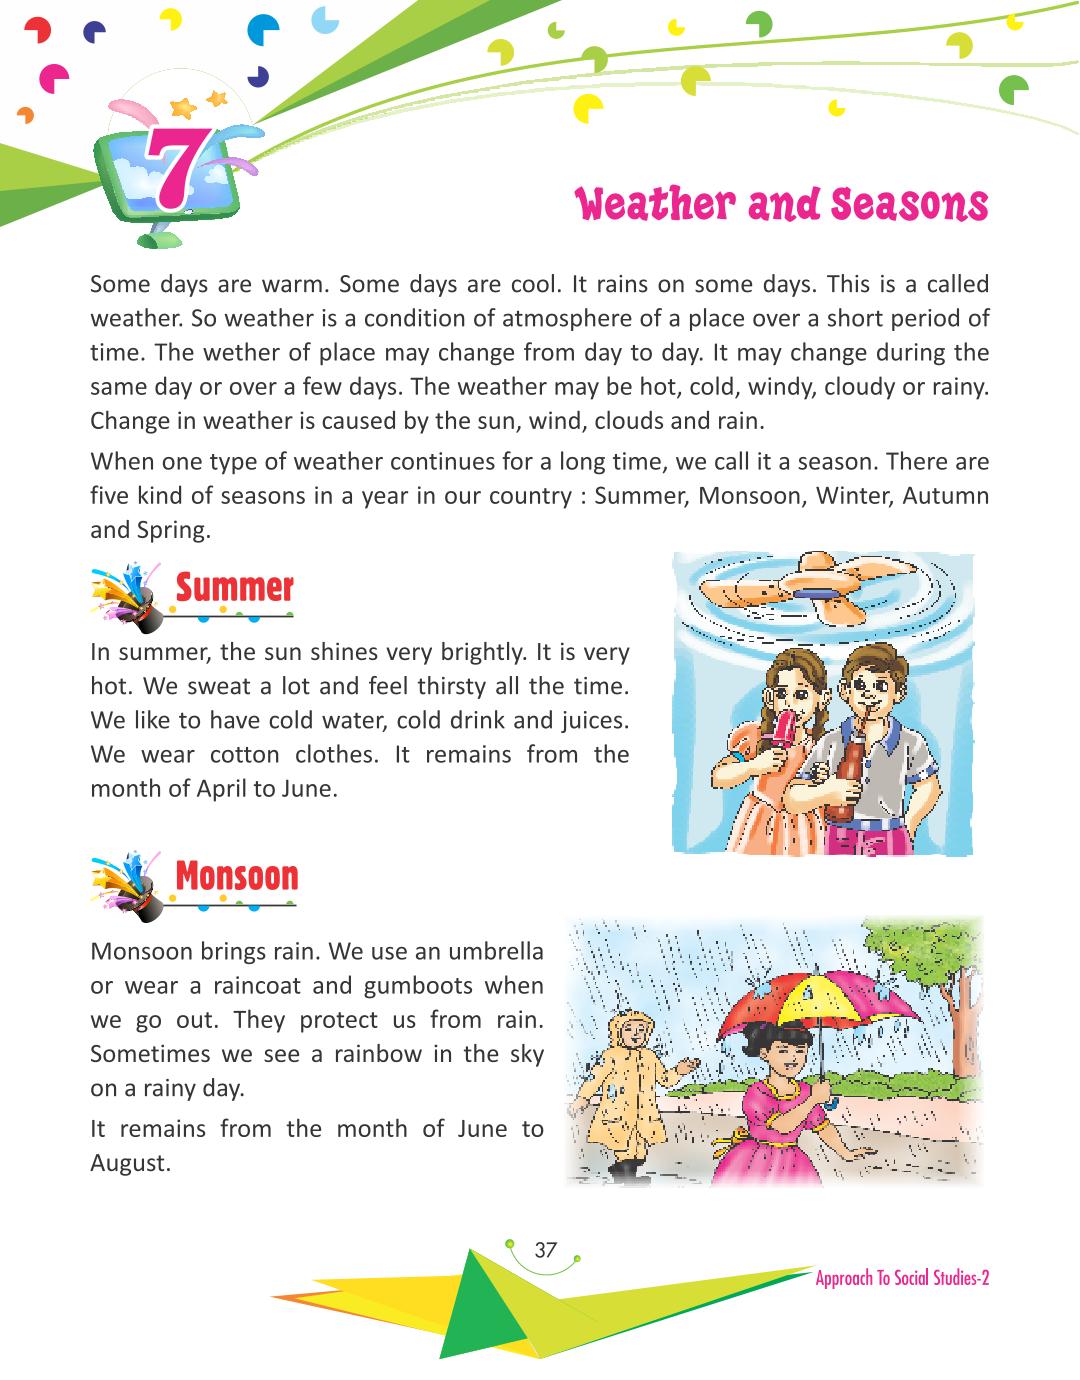 7
Weather and Seasons
Some days are warm. Some days are cool. It rains on some days. This is a called
weather. So weather is a condition of atmosphere of a place over a short period of
time. The wether of place may change from day to day. It may change during the
same day or over a few days. The weather may be hot, cold, windy, cloudy or rainy.
Change in weather is caused by the sun, wind, clouds and rain.
When one type of weather continues for a long time, we call it a season. There are
five kind of seasons in a year in our country : Summer, Monsoon, Winter, Autumn
and Spring.
Summer
In summer, the sun shines very brightly. It is very
hot. We sweat a lot and feel thirsty all the time.
We like to have cold water, cold drink and juices.
We wear cotton clothes. It remains from the
month of April to June.
Monsoon
Monsoon brings rain. We use an umbrella
or wear a raincoat and gumboots when
we go out. They protect us from rain.
Sometimes we see a rainbow in the sky
on a rainy day.
It remains from the month of June to
August.
37
Approach To Social Studies-2